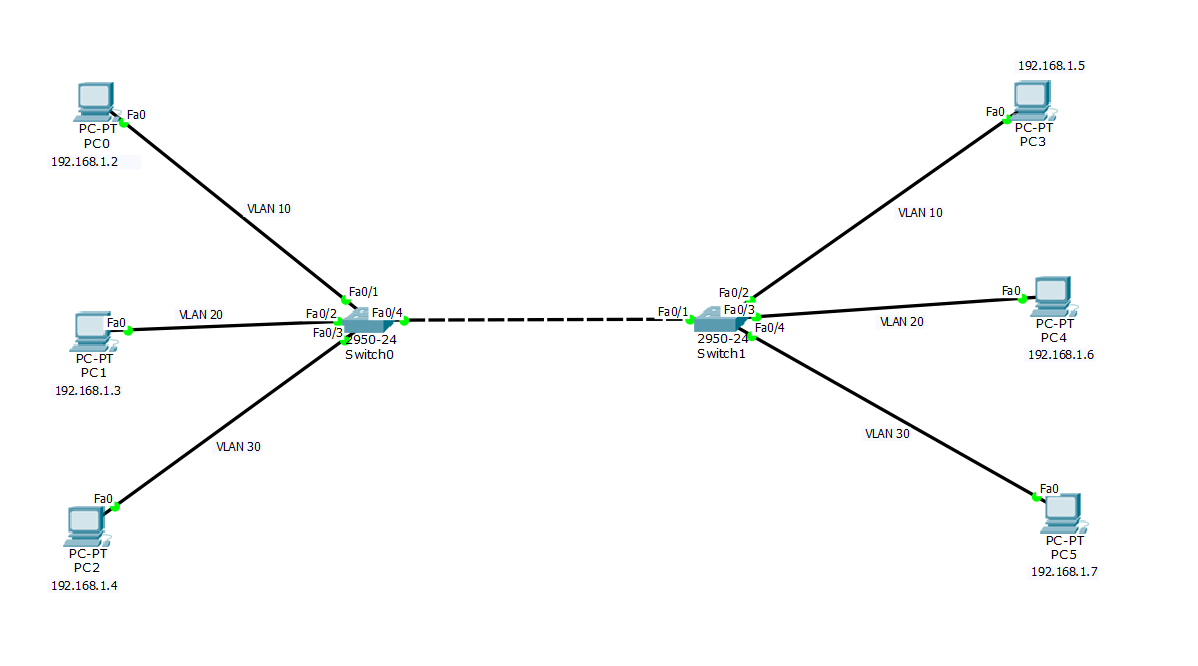 192.168.1.5
Fa0
PC-PT
PC0
192.168.1.2
Fa0
PC-PT
PC3
VLAN 10
VLAN 10
Fa0/1
Fa0/2
Fa0/2
Fa0/4
Fa0/3
2950-24
Switch0
Fa0/1
Fa0/3
Fa0/4
2950-24
Switch1
VLAN 20
Fa0
PC-PT
PC1
192.168.1.3
VLAN 20
Fa0
PC-PT
PC4
192.168.1.6
VLAN 30
VLAN 30
Fa0
PC-PT
PC2
192.168.1.4
Fa0
PC-PT
PC5
192.168.1.7